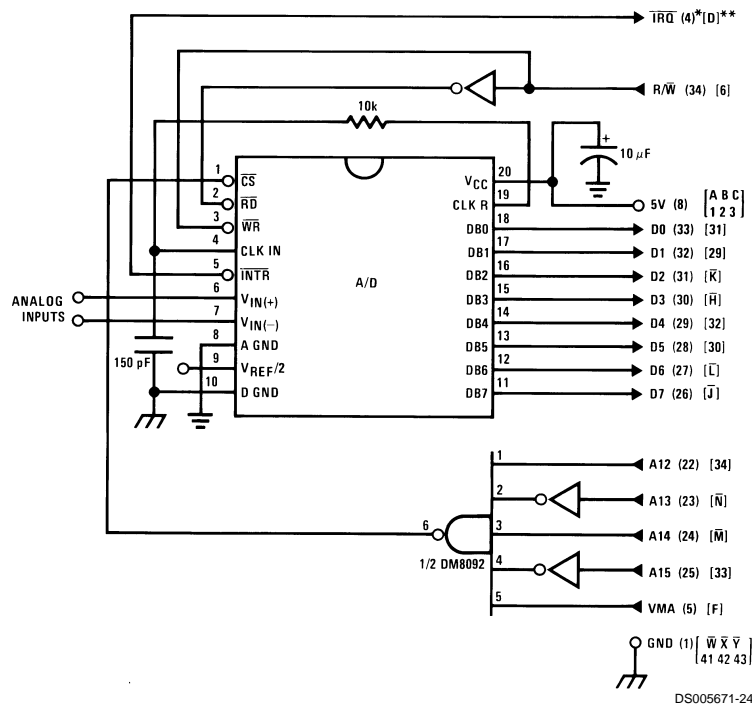 I̅R̅Q̅ (4)*[D]**
R/W̅ (34) [6]
10k
+
10 μF
1 C̅S̅
2 R̅D̅
3 W̅R̅
4 CLK IN
5 I̅N̅T̅R̅
6 VIN(+)
7 VIN(−)
8 A GND
9 VREF/2
10 D GND
A/D
ANALOG
INPUTS
150 pF
VCC 20
CLK R 19
DB0 18
DB1 17
DB2 16
DB3 15
DB4 14
DB5 13
DB6 12
DB7 11
5V (8) [A B C
1 2 3]
D0 (33) [31]
D1 (32) [29]
D2 (31) [K̅]
D3 (30) [H̅]
D4 (29) [32]
D5 (28) [30]
D6 (27) [L̅]
D7 (26) [J̅]
1 A12 (22) [34]
2 A13 (23) [N̅]
3 A14 (24) [M̅]
4 A15 (25) [33]
5 VMA (5) [F]
6
1/2 DM8092
GND (1) [W̅ X̅ Y̅
41 42 43]
DS005671-24